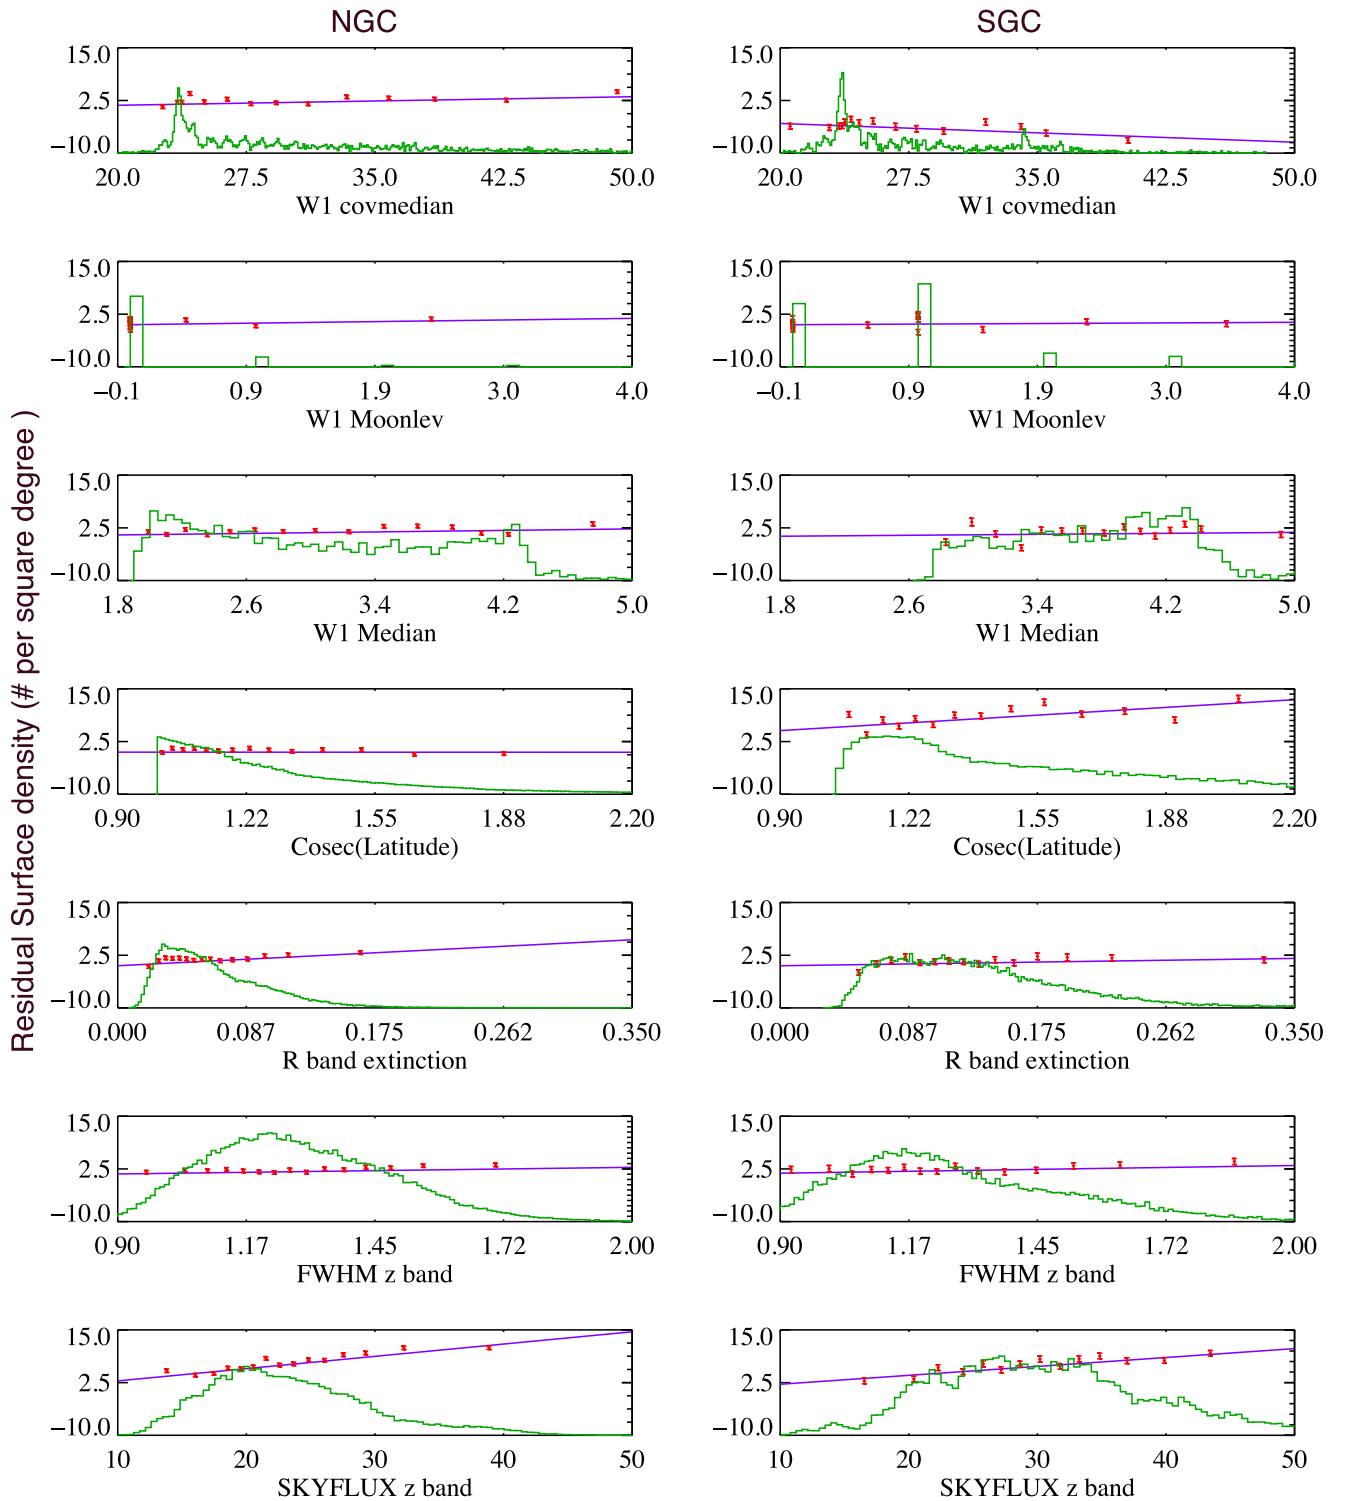 NGC SGC
Residual Surface density (# per square degree )
15.0 15.0
2.5 2.5
−10.0 −10.0
20.0 27.5 35.0 42.5 50.0 20.0 27.5 35.0 42.5 50.0
W1 covmedian W1 covmedian
15.0 15.0
2.5 2.5
−10.0 −10.0
−0.1 0.9 1.9 3.0 4.0 −0.1 0.9 1.9 3.0 4.0
W1 Moonlev W1 Moonlev
15.0 15.0
2.5 2.5
−10.0 −10.0
1.8 2.6 3.4 4.2 5.0 1.8 2.6 3.4 4.2 5.0
W1 Median W1 Median
15.0 15.0
2.5 2.5
−10.0 −10.0
0.90 1.22 1.55 1.88 2.20 0.90 1.22 1.55 1.88 2.20
Cosec(Latitude) Cosec(Latitude)
15.0 15.0
2.5 2.5
−10.0 −10.0
0.000 0.087 0.175 0.262 0.350 0.000 0.087 0.175 0.262 0.350
R band extinction R band extinction
15.0 15.0
2.5 2.5
−10.0 −10.0
0.90 1.17 1.45 1.72 2.00 0.90 1.17 1.45 1.72 2.00
FWHM z band FWHM z band
15.0 15.0
2.5 2.5
−10.0 −10.0
10 20 30 40 50 10 20 30 40 50
SKYFLUX z band SKYFLUX z band